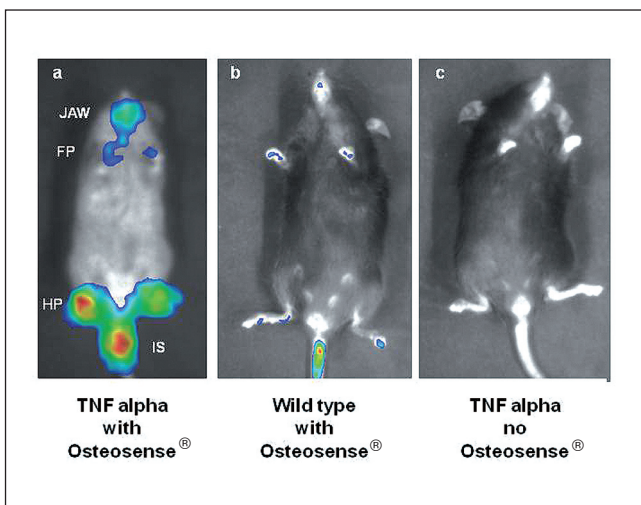 a
b
c
JAW
FP
HP
IS
TNF alpha
with
Osteosense®
Wild type
with
Osteosense®
TNF alpha
no
Osteosense®